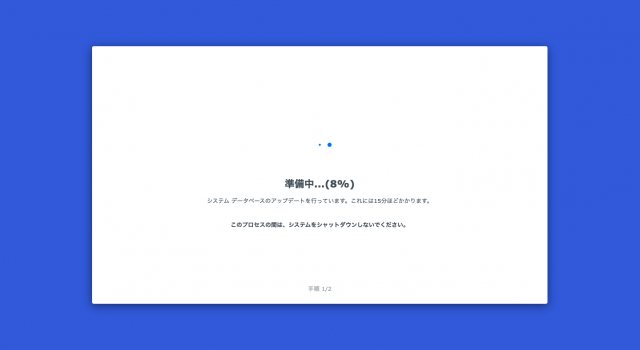 準備中...(8%)
システム データベースのアップデートを行っています。これには15分ほどかかります。
このプロセスの間は、システムをシャットダウンしないでください。
手順 1/2